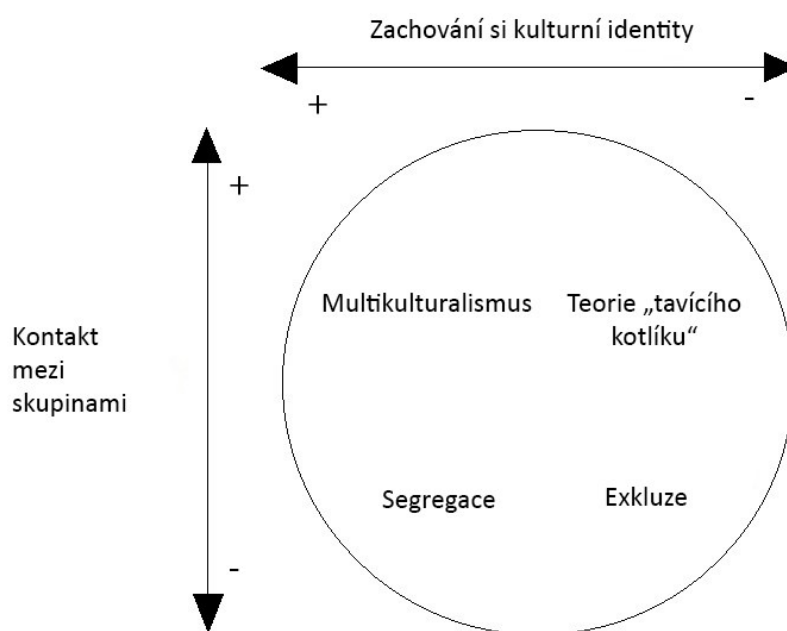 Zachování si kulturní identity
+
-
+
Multikulturalismus
Teorie „tavícího
kotlíku“
Kontakt
mezi
skupinami
Segregace
Exkluze
-